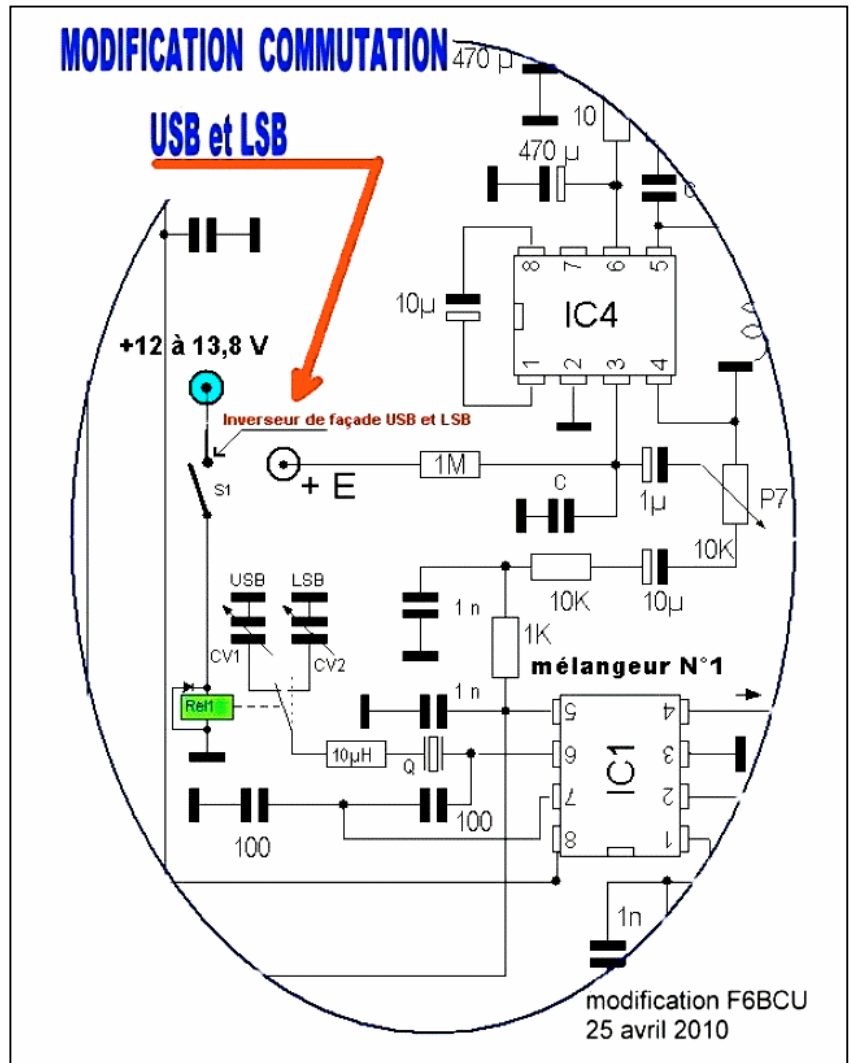 MODIFICATION COMMUTATION
USB et LSB
470 µ
10
470 µ
C
8 7 6 5
10µ
IC4
1 2 3 4
+12 à 13,8 V
Inverseur de façade USB et LSB
S1
+ E
1M
C
1µ
P7
10K
USB LSB
1 n
10K
10µ
1K
CV1 CV2
mélangeur N°1
Rel1
1 n
5 4
10µH
Q
6 3
IC1
7 2
100
100
8 1
1n
modification F6BCU
25 avril 2010